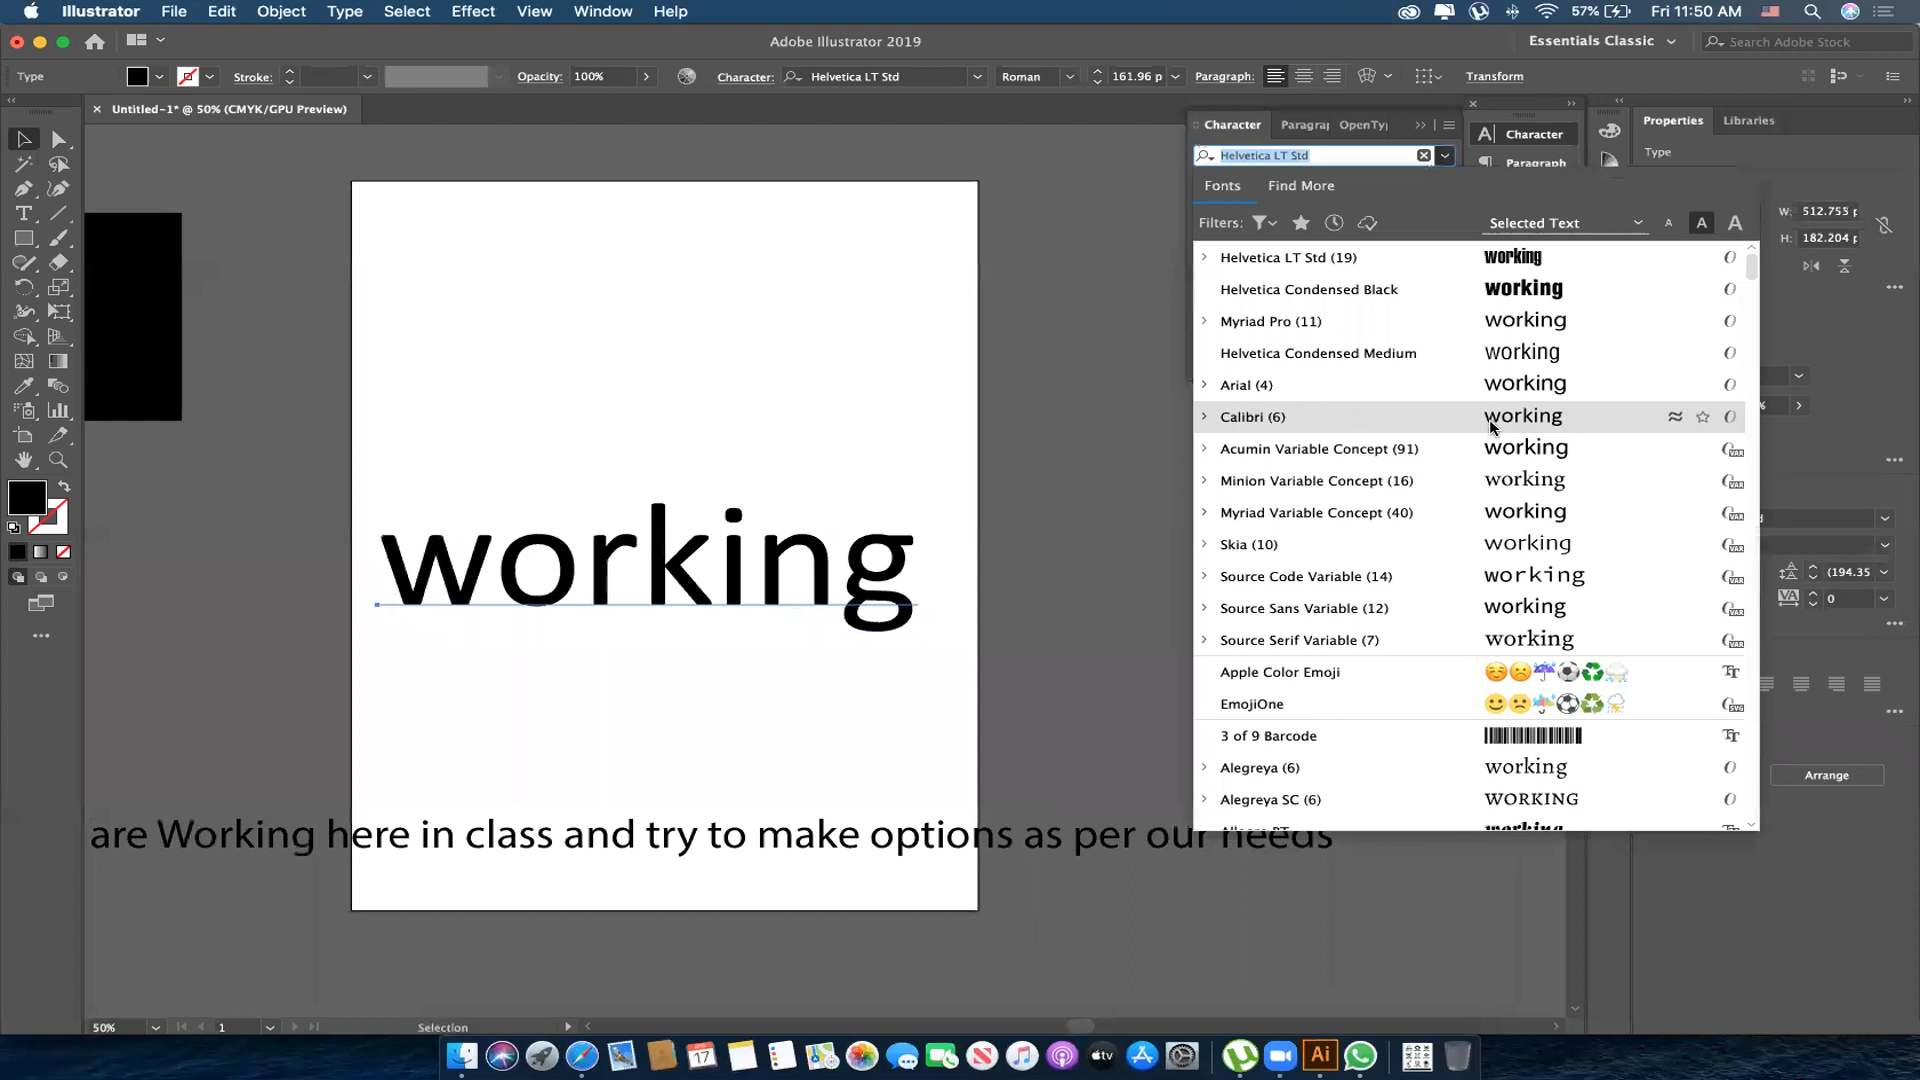 Illustrator File Edit Object Type Select Effect View Window Help 57% Fri 11:50 AM
Adobe Illustrator 2019 Essentials Classic Search Adobe Stock
Type Stroke: Opacity: 100% Character: Helvetica LT Std Roman 161.96 p Paragraph: Transform
Untitled-1* @ 50% (CMYK/GPU Preview)
Character Paragra OpenTy Character Properties Libraries
Helvetica LT Std Paragraph Type
Fonts Find More
Filters: Selected Text A A A
W: 512.755 p
H: 182.204 p
Helvetica LT Std (19) working
Helvetica Condensed Black working
Myriad Pro (11) working
Helvetica Condensed Medium working
Arial (4) working
Calibri (6) working
Acumin Variable Concept (91) working
Minion Variable Concept (16) working
Myriad Variable Concept (40) working
Skia (10) working
Source Code Variable (14) working
Source Sans Variable (12) working
Source Serif Variable (7) working
Apple Color Emoji
EmojiOne
3 of 9 Barcode
Alegreya (6) working
Alegreya SC (6) WORKING
(194.35
0
Arrange
working
are Working here in class and try to make options as per our needs
50% 1 Selection
JUL
17
tv
Ai